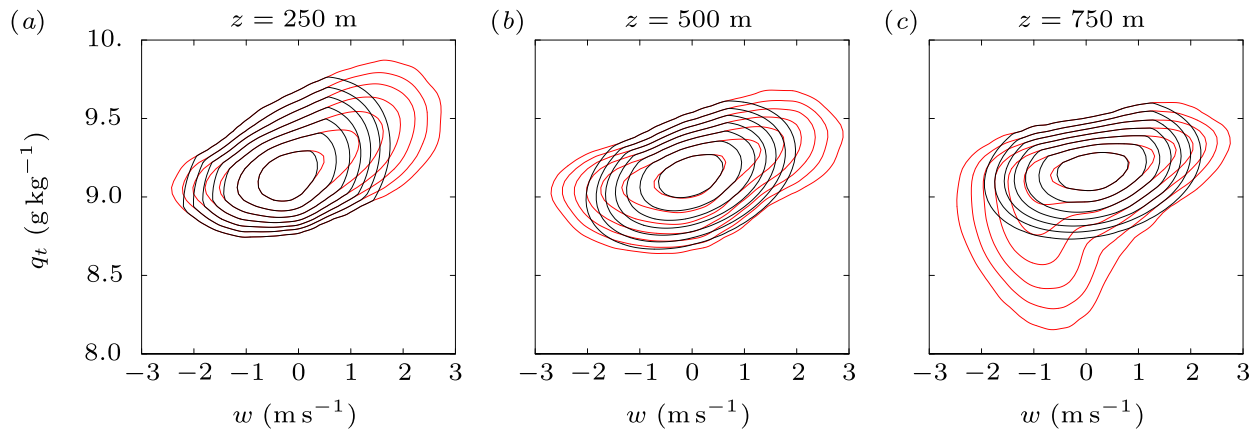 (a) z = 250 m (b) z = 500 m (c) z = 750 m
10.
9.5
9.0
8.5
8.0
q_t (g kg⁻¹)
−3 −2 −1 0 1 2 3 −3 −2 −1 0 1 2 3 −3 −2 −1 0 1 2 3
w (m s⁻¹) w (m s⁻¹) w (m s⁻¹)